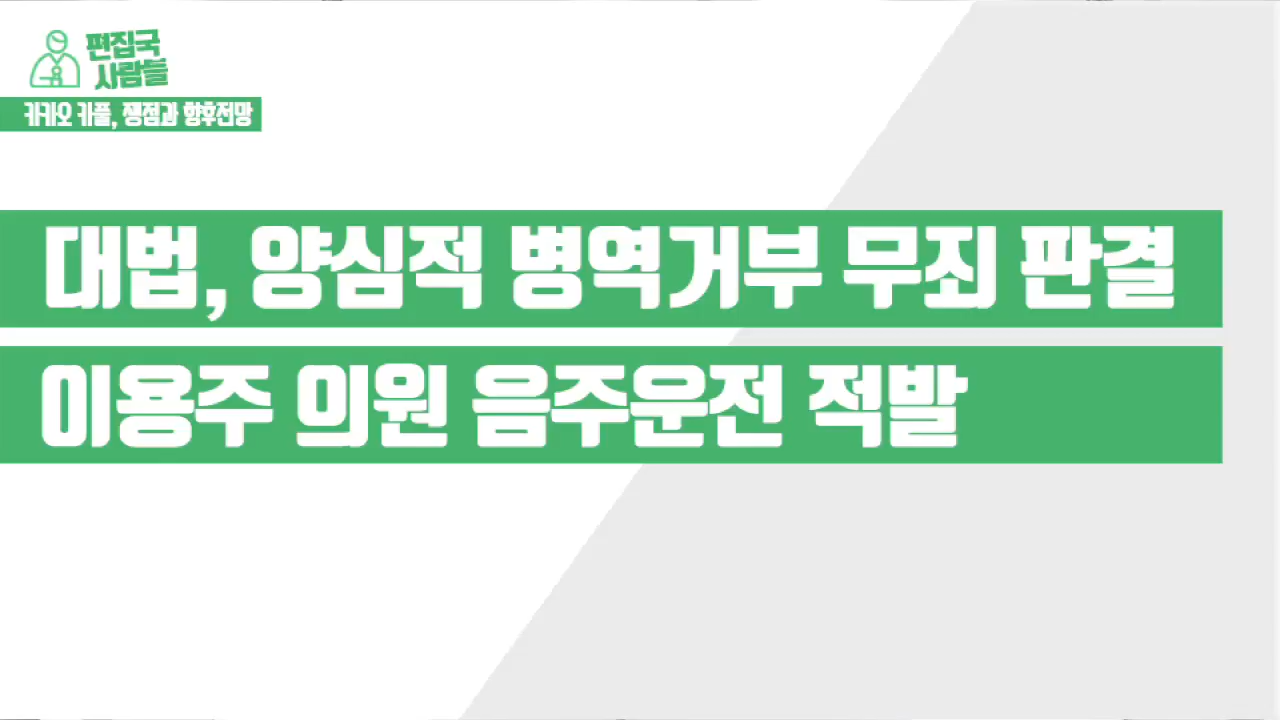 편집국
사람들
카카오 카풀, 쟁점과 향후전망
대법, 양심적 병역거부 무죄 판결
이용주 의원 음주운전 적발